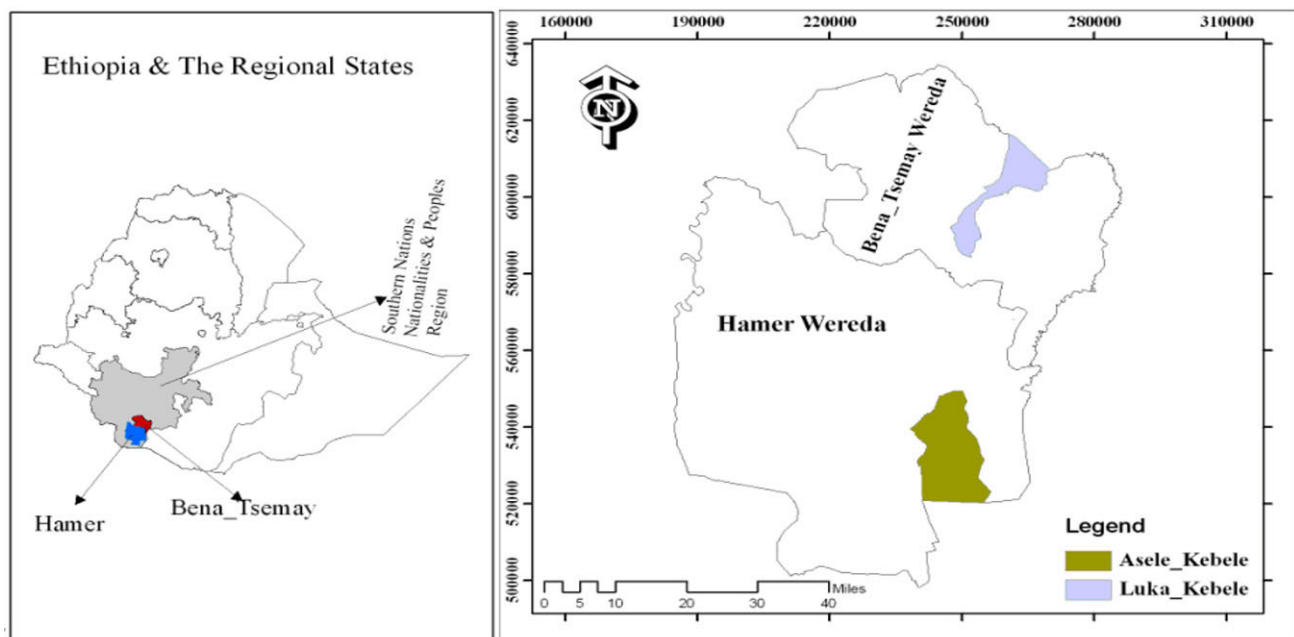 Ethiopia & The Regional States
Southern Nations
Nationalities & Peoples
Region
Hamer
Bena_Tsemay
160000
190000
220000
250000
280000
310000
640000
620000
600000
580000
560000
540000
520000
500000
N
Bena_Tsemay Wereda
Hamer Wereda
Legend
Asele_Kebele
Luka_Kebele
Miles
0 5 10 20 30 40